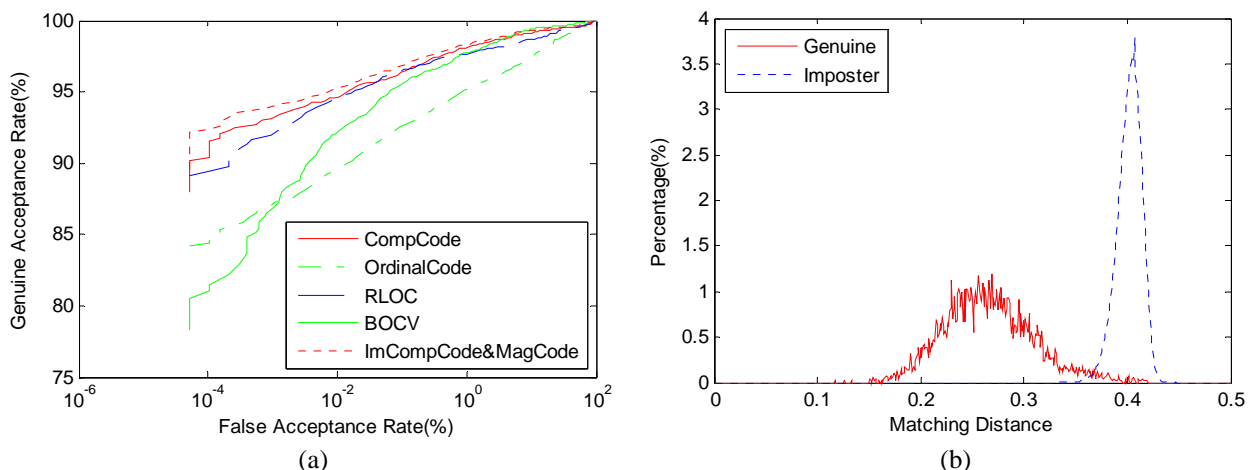 100
95
90
85
80
75
Genuine Acceptance Rate(%)
CompCode
OrdinalCode
RLOC
BOCV
ImCompCode&MagCode
10^-6 10^-4 10^-2 10^0 10^2
False Acceptance Rate(%)
(a)
4
3.5
3
2.5
2
1.5
1
0.5
0
Percentage(%)
Genuine
Imposter
0 0.1 0.2 0.3 0.4 0.5
Matching Distance
(b)